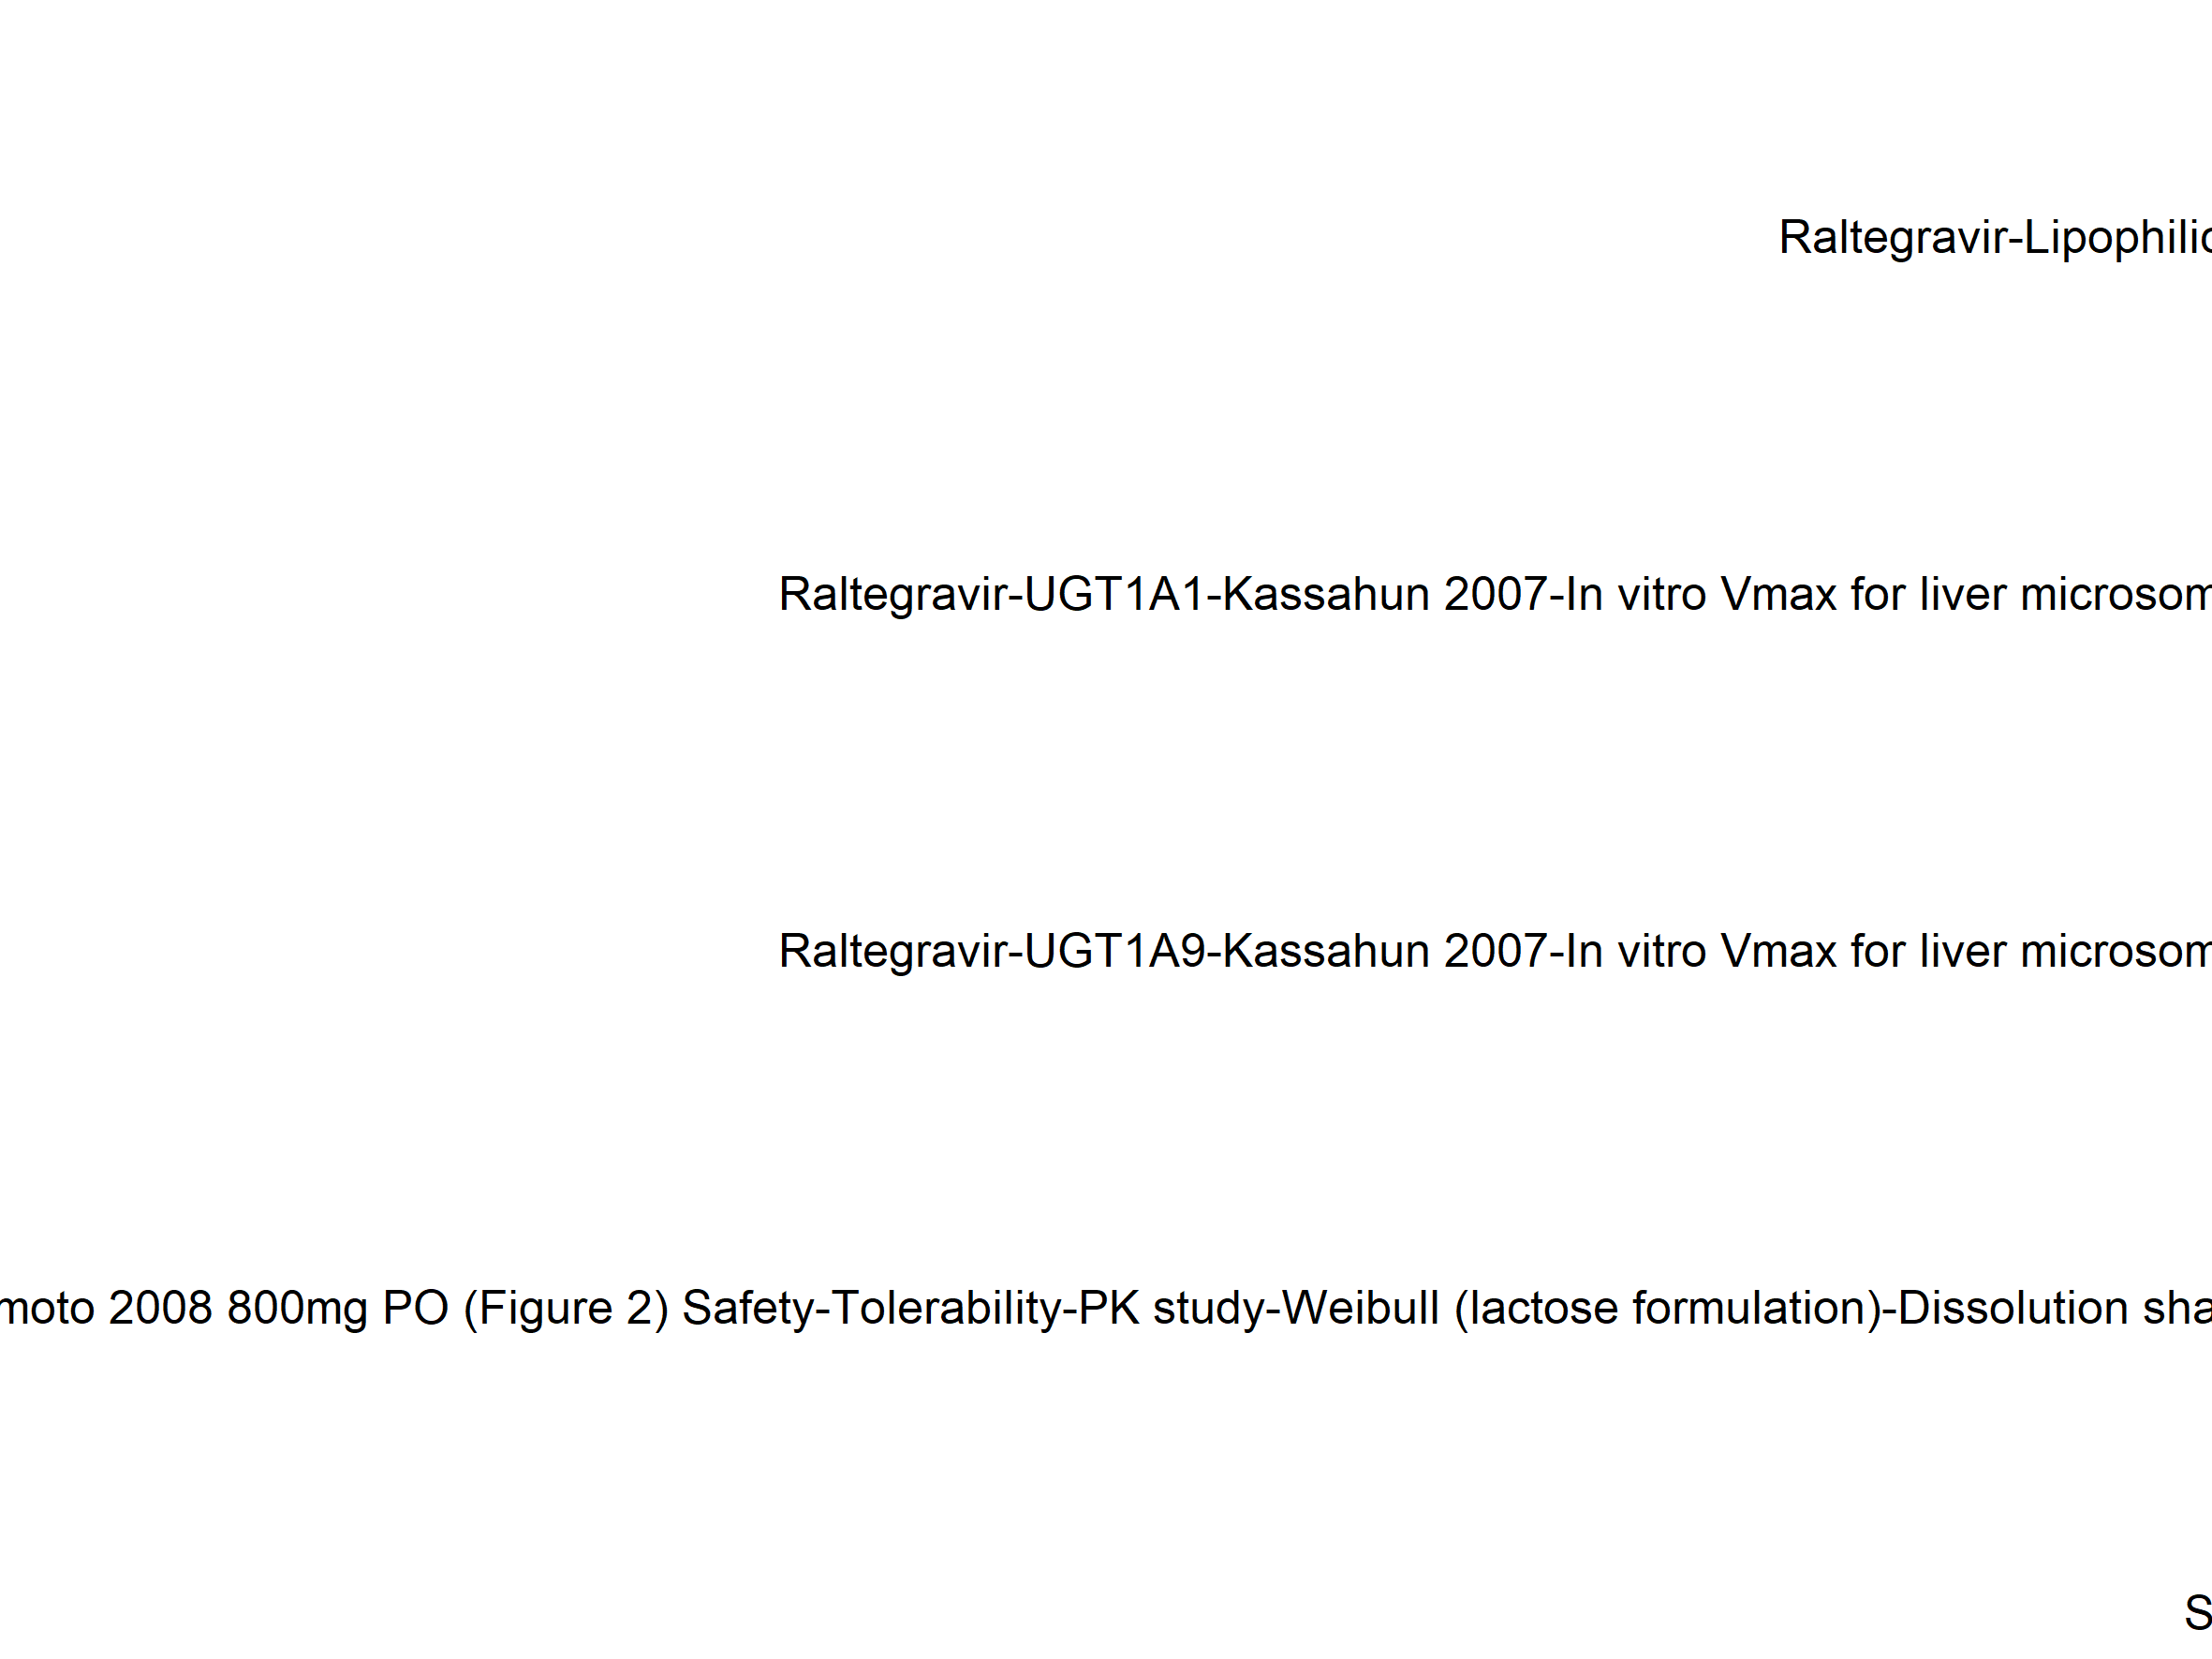 Raltegravir-Lipophilic
Raltegravir-UGT1A1-Kassahun 2007-In vitro Vmax for liver microsom
Raltegravir-UGT1A9-Kassahun 2007-In vitro Vmax for liver microsom
moto 2008 800mg PO (Figure 2) Safety-Tolerability-PK study-Weibull (lactose formulation)-Dissolution sha
S